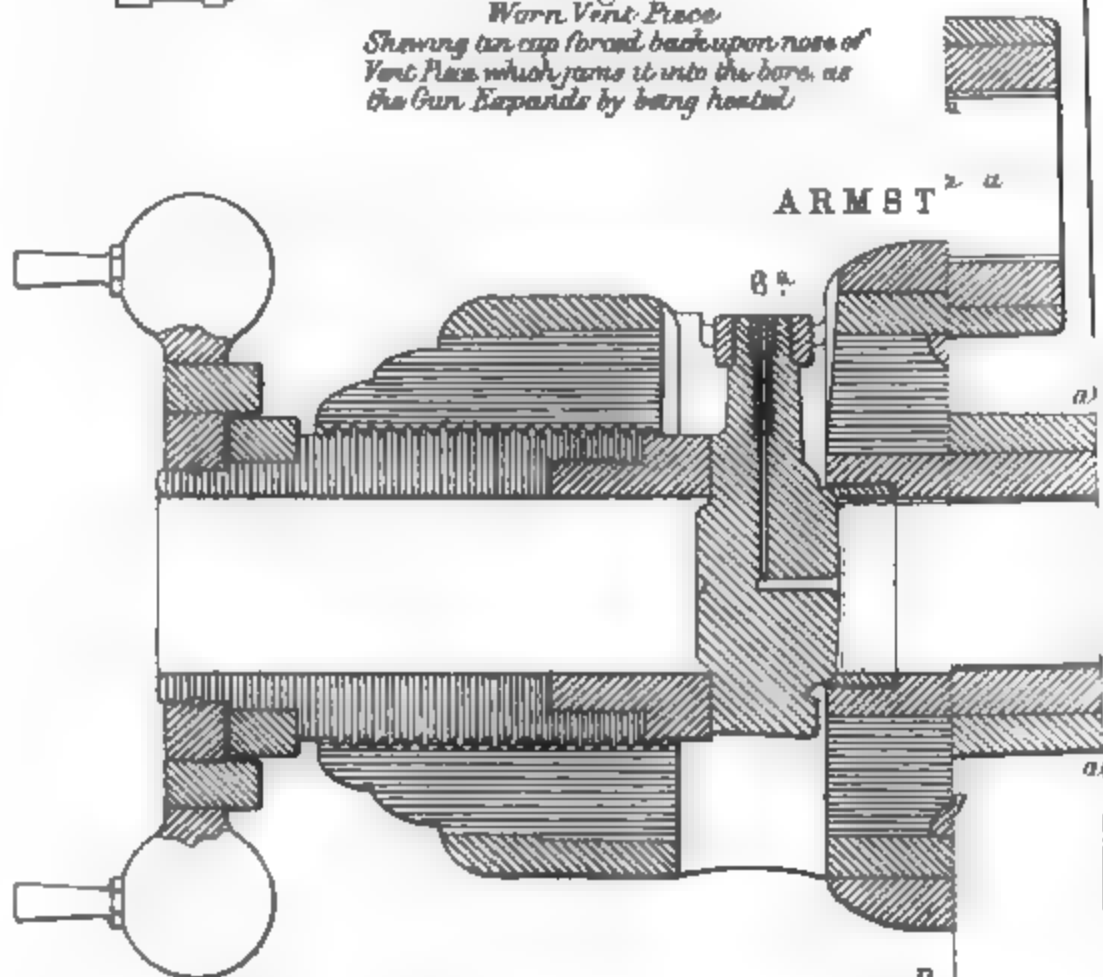 Worn Vent Piece
Shewing tin cap forced back upon nose of
Vent Piece which jams it into the bore, as
the Gun Expands by being heated
ARMST
a
a
a